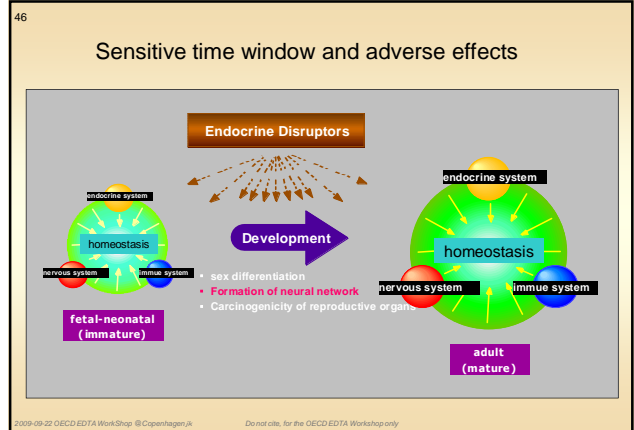 46
Sensitive time window and adverse effects
Endocrine Disruptors
endocrine system
endocrine system
homeostasis
Development
homeostasis
nervous system
immue system
• sex differentiation
• Formation of neural network
• Carcinogenicity of reproductive organs
nervous system
immue system
fetal-neonatal
(immature)
adult
(mature)
2009-09-22 OECD EDTA WorkShop @Copenhagen jk
Do not cite, for the OECD EDTA Workshop only